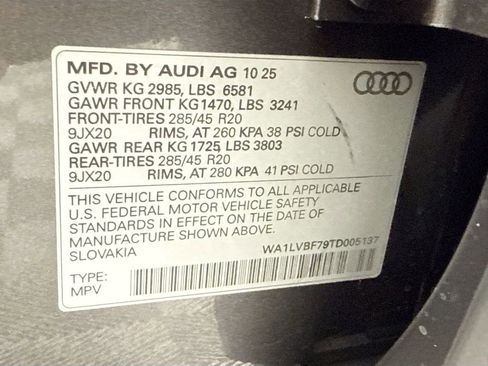 MFD. BY AUDI AG 10 25
GVWR KG 2985, LBS 6581
GAWR FRONT KG1470, LBS 3241
FRONT-TIRES 285/45 R20
9JX20 RIMS, AT 260 KPA 38 PSI COLD
GAWR REAR KG 1725, LBS 3803
REAR-TIRES 285/45 R20
9JX20 RIMS, AT 280 KPA 41 PSI COLD
THIS VEHICLE CONFORMS TO ALL APPLICABLE
U.S. FEDERAL MOTOR VEHICLE SAFETY
STANDARDS IN EFFECT ON THE DATE OF
MANUFACTURE SHOWN ABOVE.
SLOVAKIA
WA1LVBF79TD005137
TYPE:
MPV